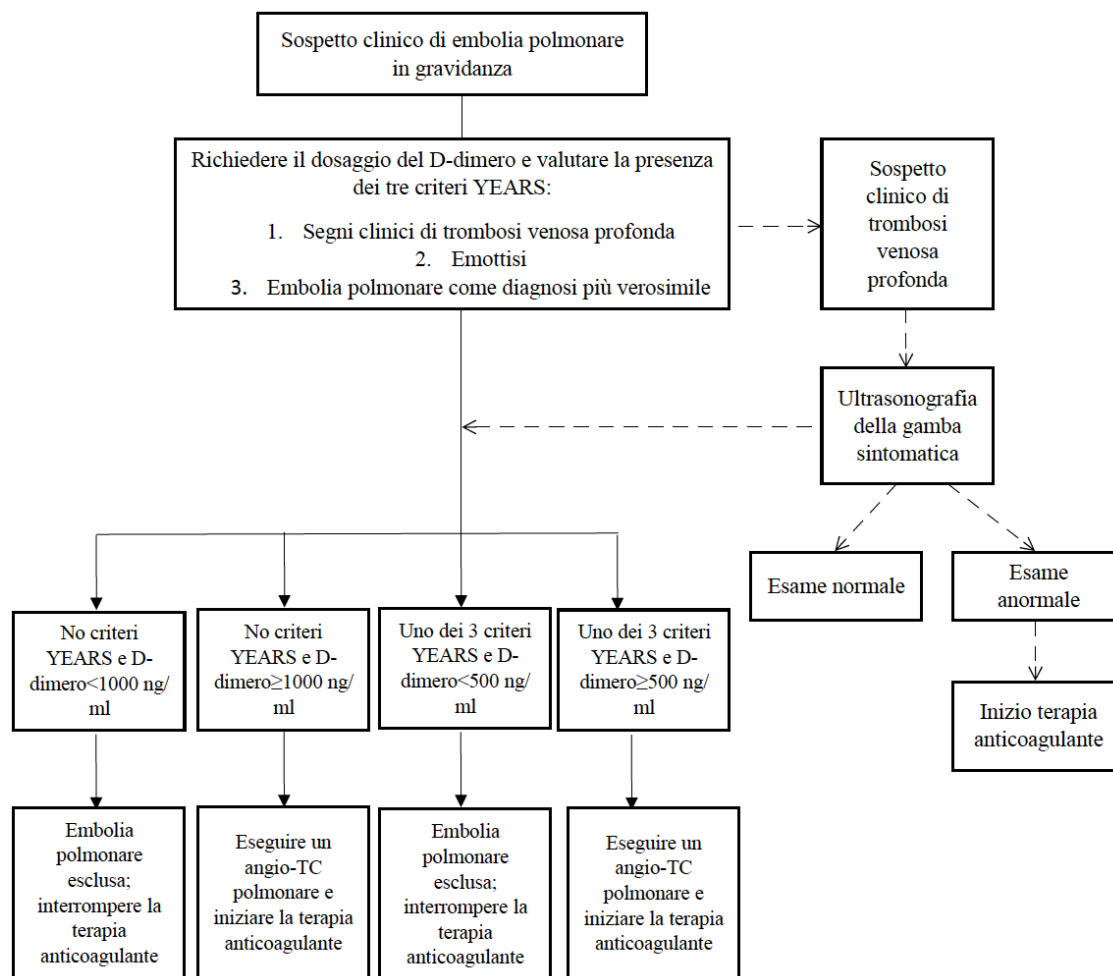 Sospetto clinico di embolia polmonare
in gravidanza
Richiedere il dosaggio del D-dimero e valutare la presenza
dei tre criteri YEARS:
1. Segni clinici di trombosi venosa profonda
2. Emottisi
3. Embolia polmonare come diagnosi più verosimile
Sospetto
clinico di
trombosi
venosa
profonda
Ultrasonografia
della gamba
sintomatica
Esame normale
Esame
anormale
Inizio terapia
anticoagulante
No criteri
YEARS e D-
dimero<1000 ng/
ml
No criteri
YEARS e D-
dimero≥1000 ng/
ml
Uno dei 3 criteri
YEARS e D-
dimero<500 ng/
ml
Uno dei 3 criteri
YEARS e D-
dimero≥500 ng/
ml
Embolia
polmonare
esclusa;
interrompere la
terapia
anticoagulante
Eseguire un
angio-TC
polmonare e
iniziare la terapia
anticoagulante
Embolia
polmonare
esclusa;
interrompere la
terapia
anticoagulante
Eseguire un
angio-TC
polmonare e
iniziare la terapia
anticoagulante